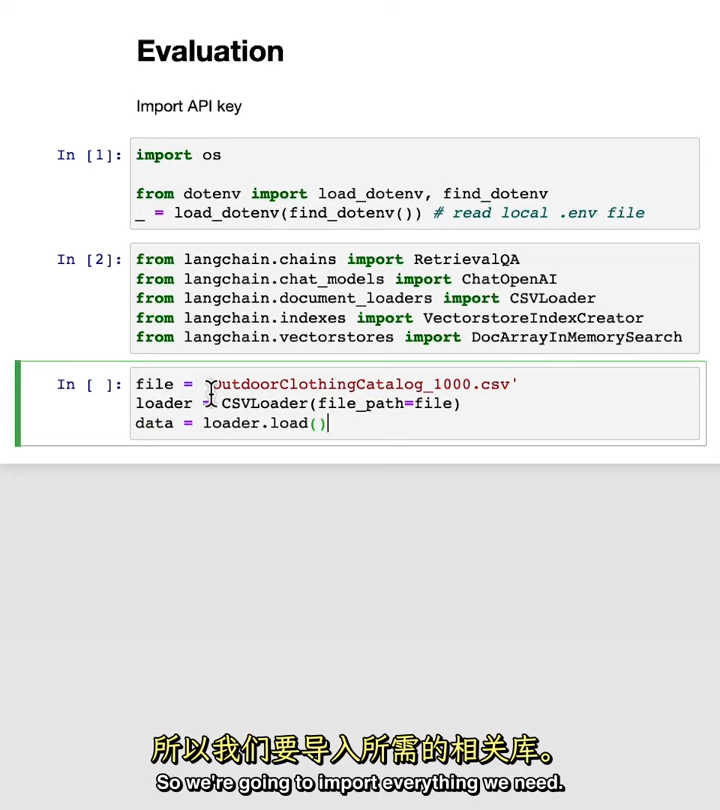 Evaluation
Import API key
In [1]:
import os
from dotenv import load_dotenv, find_dotenv
_ = load_dotenv(find_dotenv()) # read local .env file
In [2]:
from langchain.chains import RetrievalQA
from langchain.chat_models import ChatOpenAI
from langchain.document_loaders import CSVLoader
from langchain.indexes import VectorstoreIndexCreator
from langchain.vectorstores import DocArrayInMemorySearch
In [ ]:
file = 'OutdoorClothingCatalog_1000.csv'
loader = CSVLoader(file_path=file)
data = loader.load()
所以我们要导入所需的相关库。
So we're going to import everything we need.